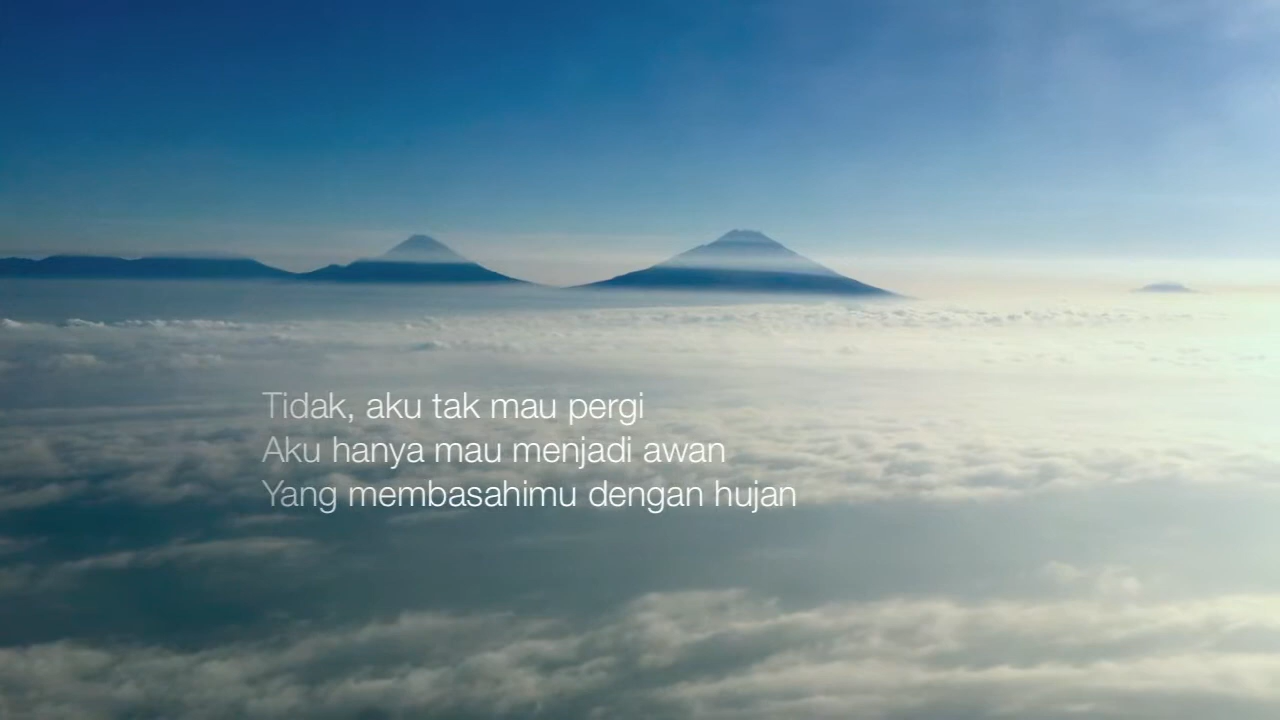 Tidak, aku tak mau pergi
Aku hanya mau menjadi awan
Yang membasahimu dengan hujan